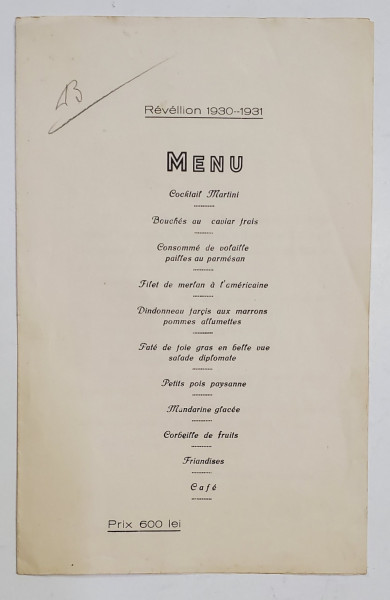 Révéllion 1930--1931
MENU
Cocktail Martini
Bouchés au caviar frais
Consommé de volaille
pailles au parmésan
Filet de merlan à l'américaine
Dindonneau farçis aux marrons
pommes allumettes
Paté de foie gras en belle vue
salade diplomate
Petits pois paysanne
Mandarine glacée
Corbeille de fruits
Friandises
Café
Prix 600 lei